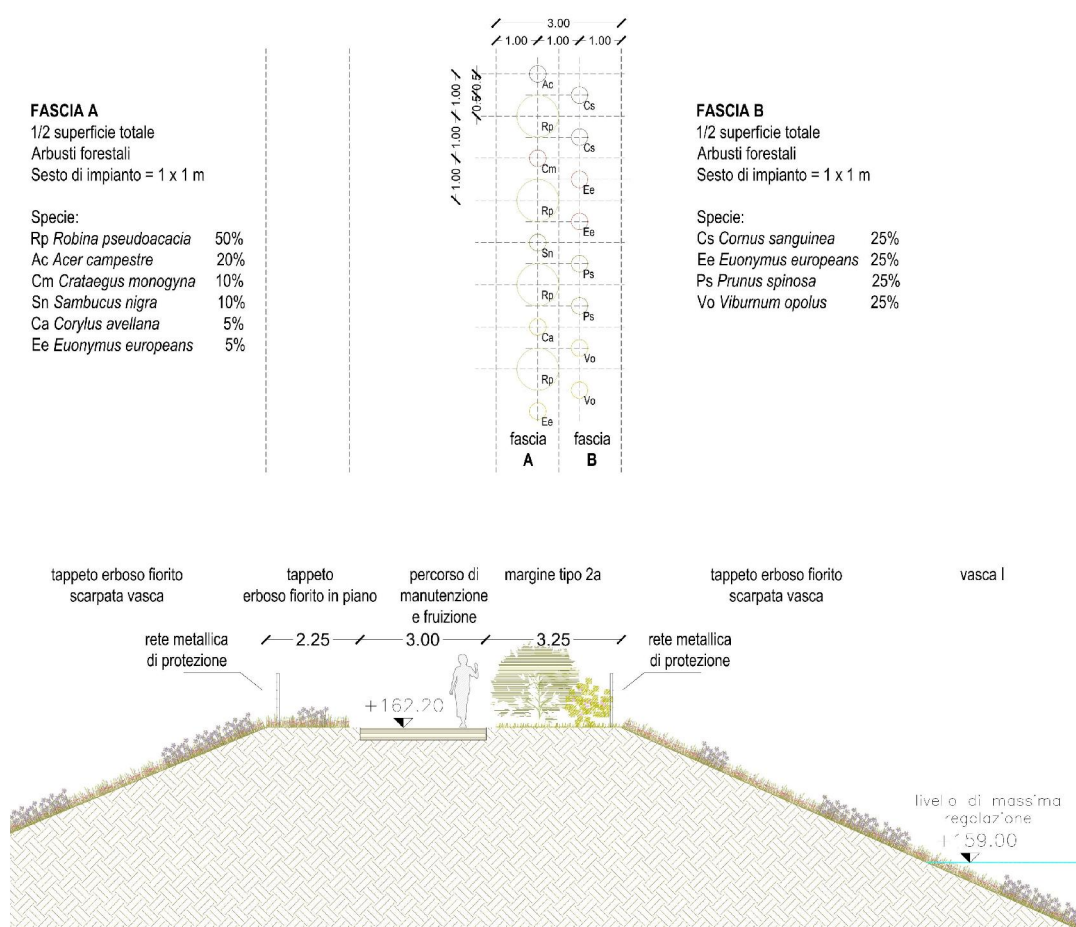 3.00
1.00 1.00 1.00
FASCIA A
1/2 superficie totale
Arbusti forestali
Sesto di impianto = 1 x 1 m
Specie:
Rp Robina pseudoacacia 50%
Ac Acer campestre 20%
Cm Crataegus monogyna 10%
Sn Sambucus nigra 10%
Ca Corylus avellana 5%
Ee Euonymus europeans 5%
1.00
1.00
1.00
0.5
0.5
Ac
Cs
Rp
Cs
Cm
Ee
Rp
Ee
Sn
Ps
Rp
Ps
Ca
Vo
Rp
Vo
Ee
fascia
A
fascia
B
FASCIA B
1/2 superficie totale
Arbusti forestali
Sesto di impianto = 1 x 1 m
Specie:
Cs Cornus sanguinea 25%
Ee Euonymus europeans 25%
Ps Prunus spinosa 25%
Vo Viburnum opolus 25%
tappeto erboso fiorito
scarpata vasca
tappeto
erboso fiorito in piano
percorso di
manutenzione
e fruizione
margine tipo 2a
tappeto erboso fiorito
scarpata vasca
vasca I
rete metallica
di protezione
2.25
3.00
3.25
rete metallica
di protezione
+162.20
livello di massima
regolazione
+159.00